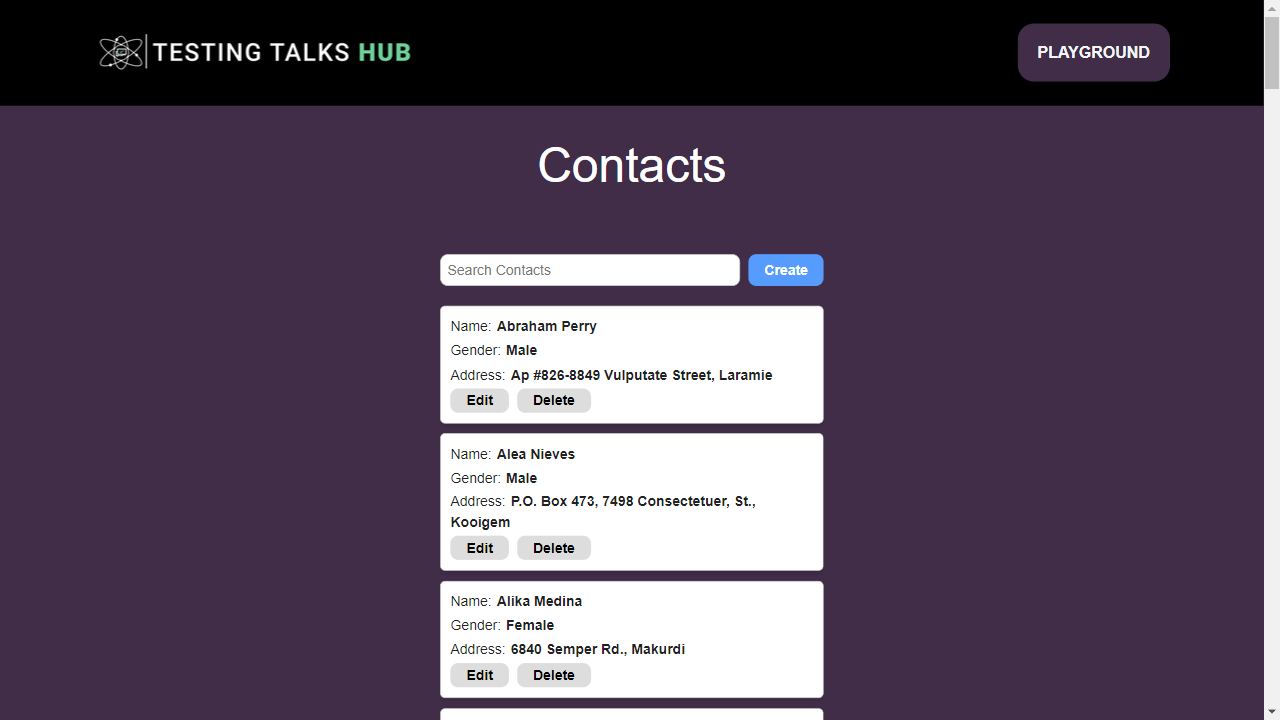 TESTING TALKS HUB
PLAYGROUND
Contacts
Search Contacts
Create
Name: Abraham Perry
Gender: Male
Address: Ap #826-8849 Vulputate Street, Laramie
Edit Delete
Name: Alea Nieves
Gender: Male
Address: P.O. Box 473, 7498 Consectetuer, St.,
Kooigem
Edit Delete
Name: Alika Medina
Gender: Female
Address: 6840 Semper Rd., Makurdi
Edit Delete